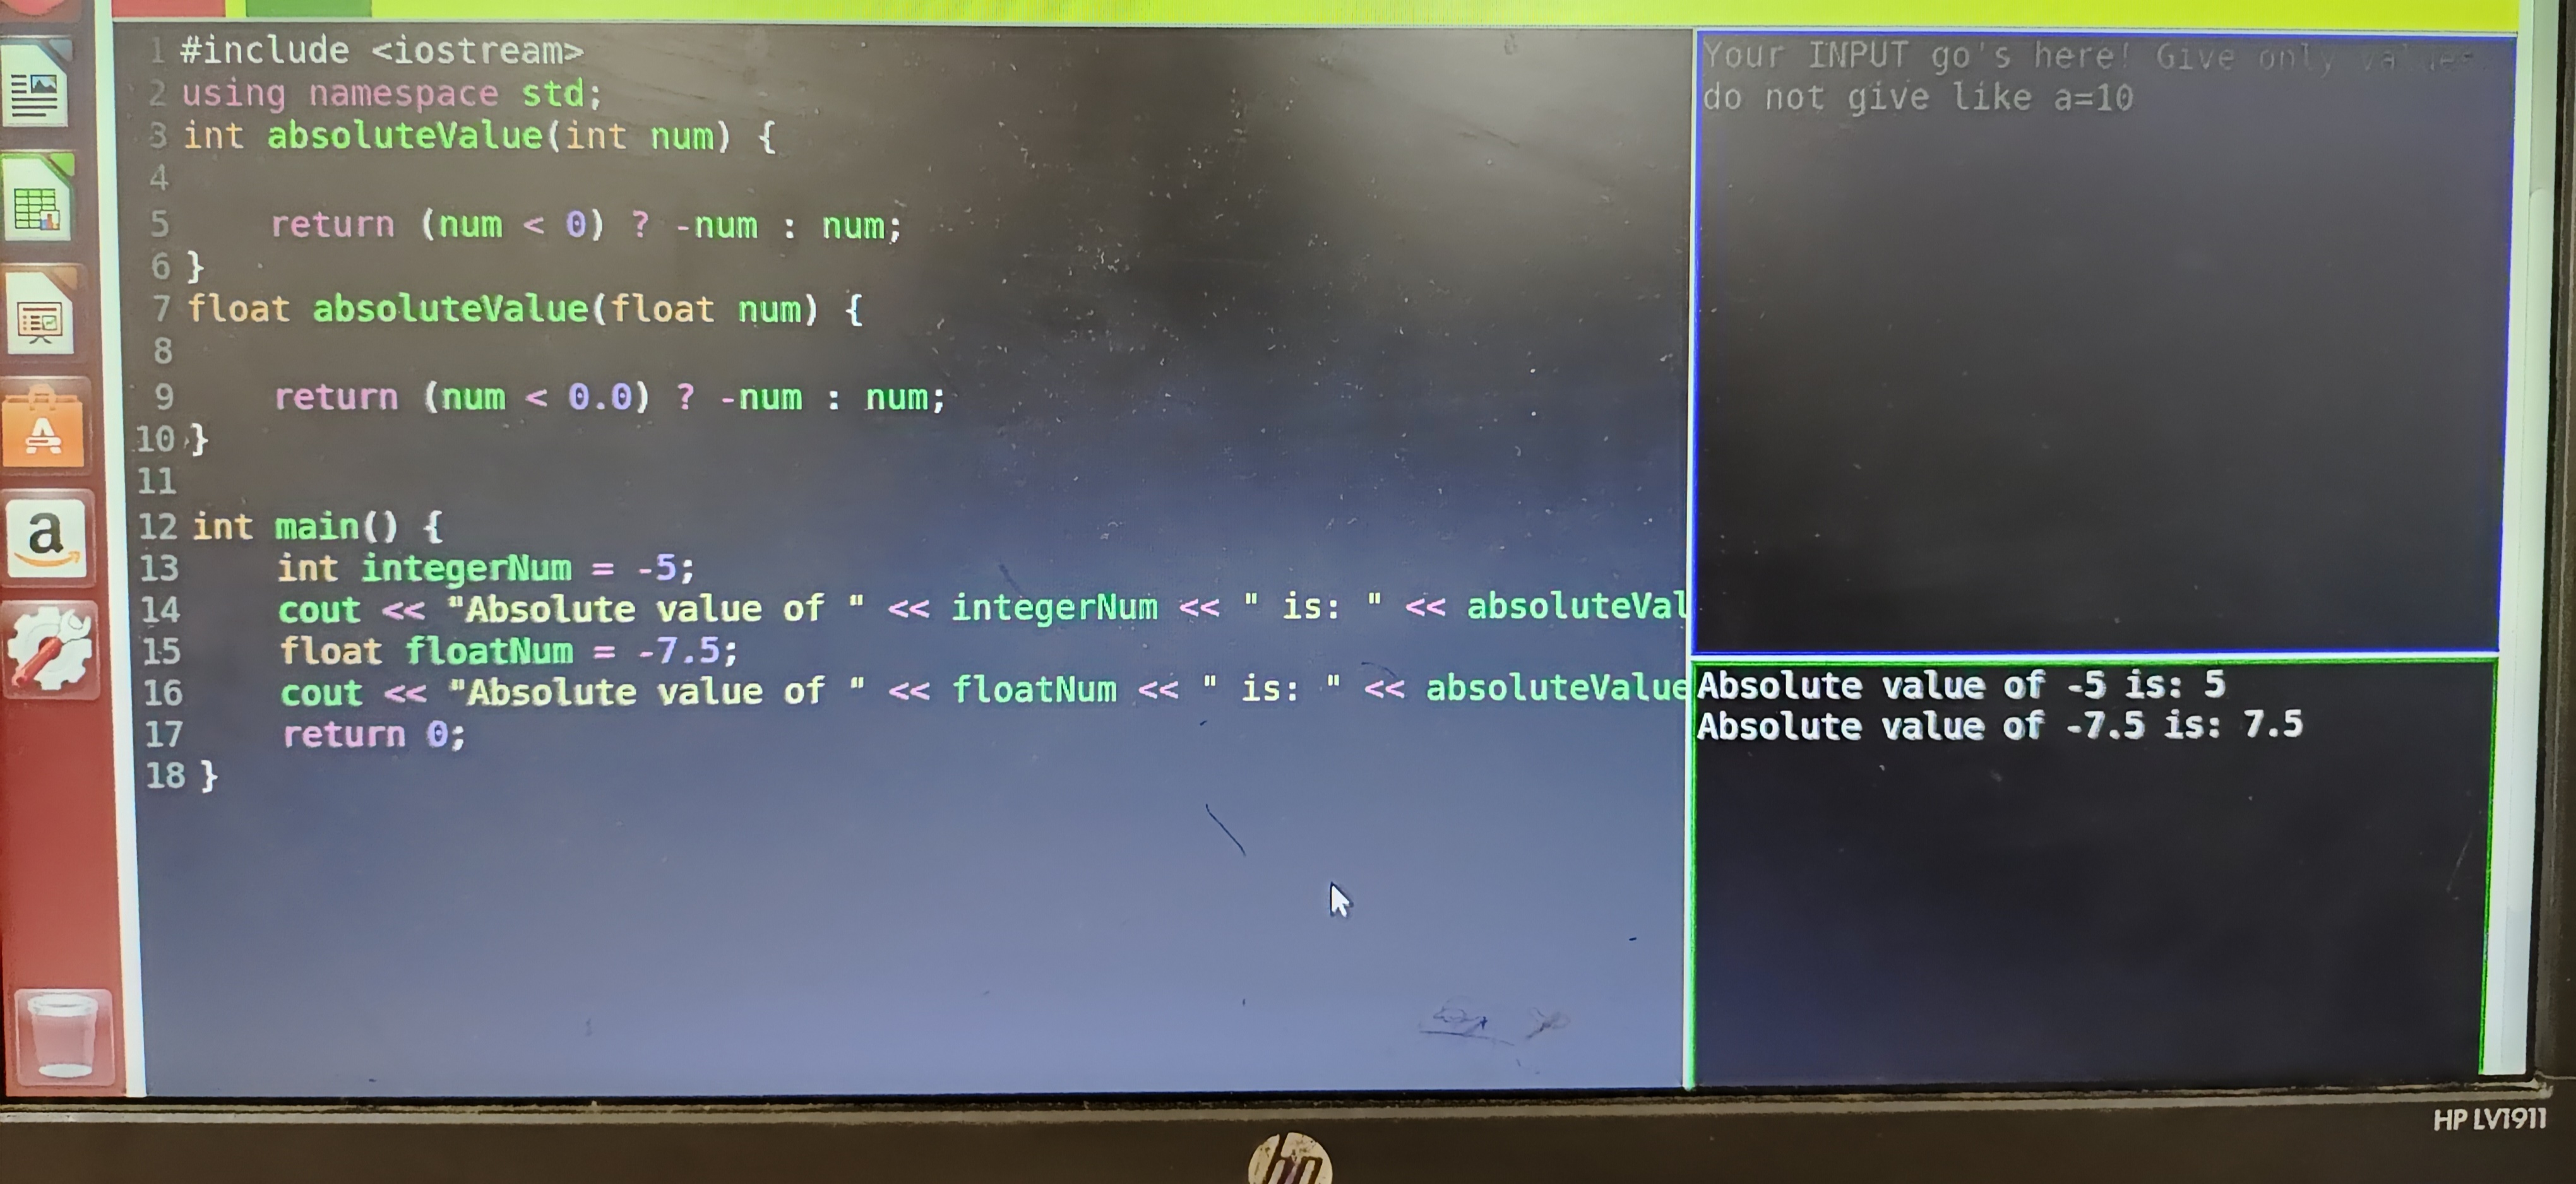 1 #include <iostream>
2 using namespace std;
3 int absoluteValue(int num) {
4
5     return (num < 0) ? -num : num;
6 }
7 float absoluteValue(float num) {
8
9     return (num < 0.0) ? -num : num;
10 }
11
12 int main() {
13     int integerNum = -5;
14     cout << "Absolute value of " << integerNum << " is: " << absoluteVal
15     float floatNum = -7.5;
16     cout << "Absolute value of " << floatNum << " is: " << absoluteValue
17     return 0;
18 }
Your INPUT go's here! Give only values
do not give like a=10
Absolute value of -5 is: 5
Absolute value of -7.5 is: 7.5
a
HP LV1911
hp